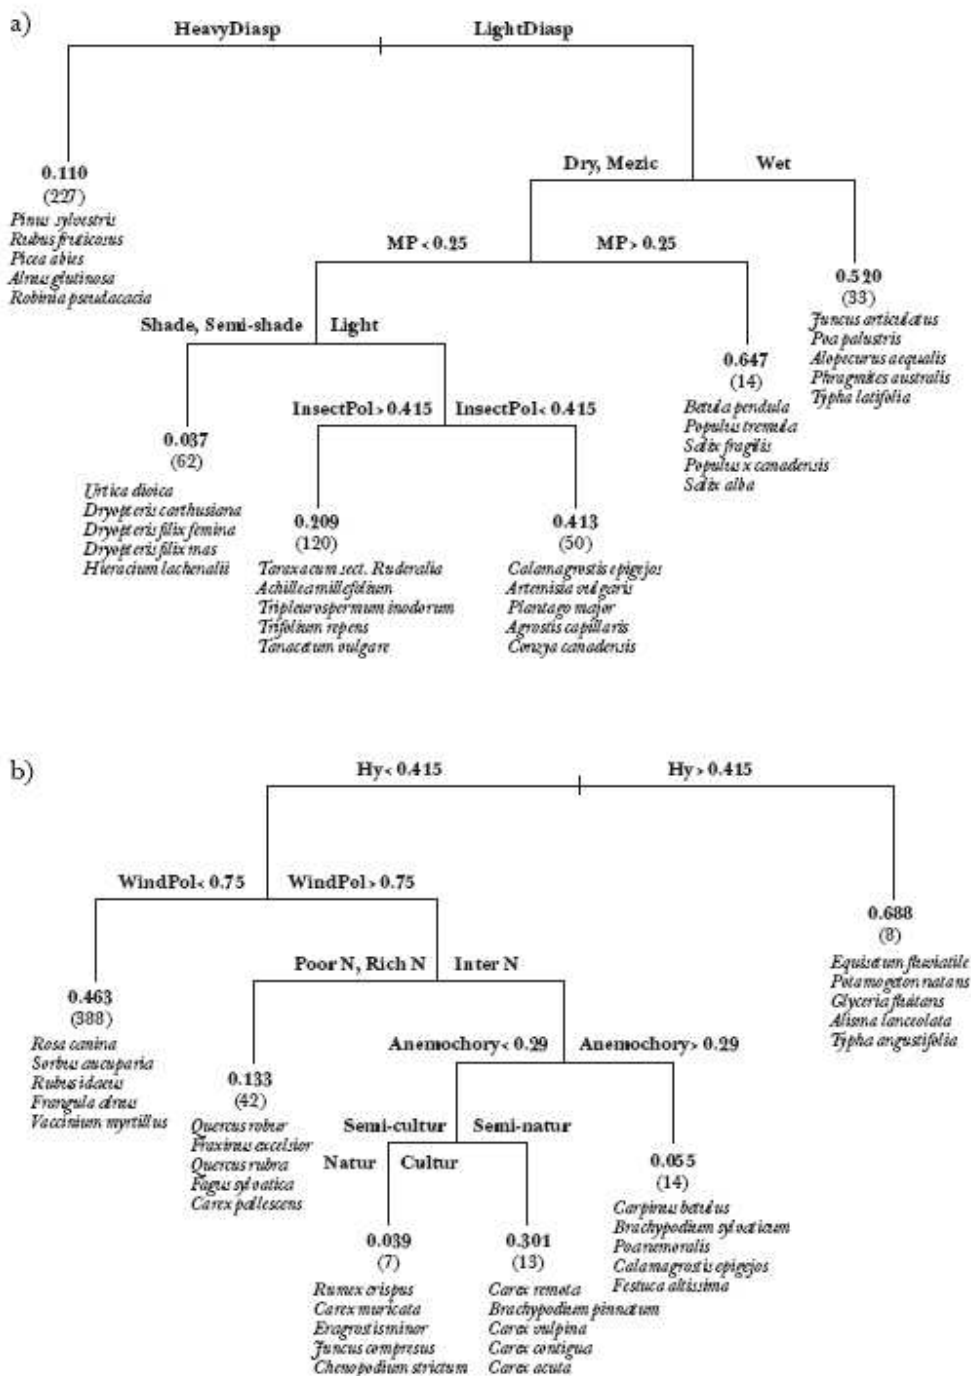 a)
HeavyDiasp LightDiasp
Dry, Mezic Wet
0.110
(227)
Pinus sylvestris
Rubus fruticosus
Picea abies
Alnus glutinosa
Robinia pseudacacia
MP < 0.25 MP > 0.25
0.520
(33)
Juncus articulatus
Poa palustris
Alopecurus aequalis
Phragmites australis
Typha latifolia
Shade, Semi-shade Light
0.647
(14)
Betula pendula
Populus tremula
Salix fragilis
Populus x canadensis
Salix alba
InsectPol > 0.415 InsectPol < 0.415
0.037
(62)
Urtica dioica
Dryopteris carthusiana
Dryopteris filix femina
Dryopteris filix mas
Hieracium lachenalii
0.209
(120)
Taraxacum sect. Ruderalia
Achillea millefolium
Tripleurospermum inodorum
Trifolium repens
Tanacetum vulgare
0.413
(50)
Calamagrostis epigejos
Artemisia vulgaris
Plantago major
Agrostis capillaris
Conzya canadensis
b)
Hy < 0.415 Hy > 0.415
WindPol < 0.75 WindPol > 0.75
0.688
(8)
Equisetum fluviatile
Potamogeton natans
Glyceria fluitans
Alisma lanceolata
Typha angustifolia
Poor N, Rich N Inter N
0.463
(388)
Rosa canina
Sorbus aucuparia
Rubus idaeus
Frangula alnus
Vaccinium myrtillus
Anemochory < 0.29 Anemochory > 0.29
0.133
(42)
Quercus robur
Fraxinus excelsior
Quercus rubra
Fagus sylvatica
Carex pallescens
Semi-cultur Semi-natur
Natur Cultur
0.055
(14)
Carpinus betulus
Brachypodium sylvaticum
Poa nemoralis
Calamagrostis epigejos
Festuca altissima
0.039
(7)
Rumex crispus
Carex muricata
Eragrostis minor
Juncus compresus
Chenopodium strictum
0.301
(13)
Carex remota
Brachypodium pinnatum
Carex vulpina
Carex contigua
Carex acuta